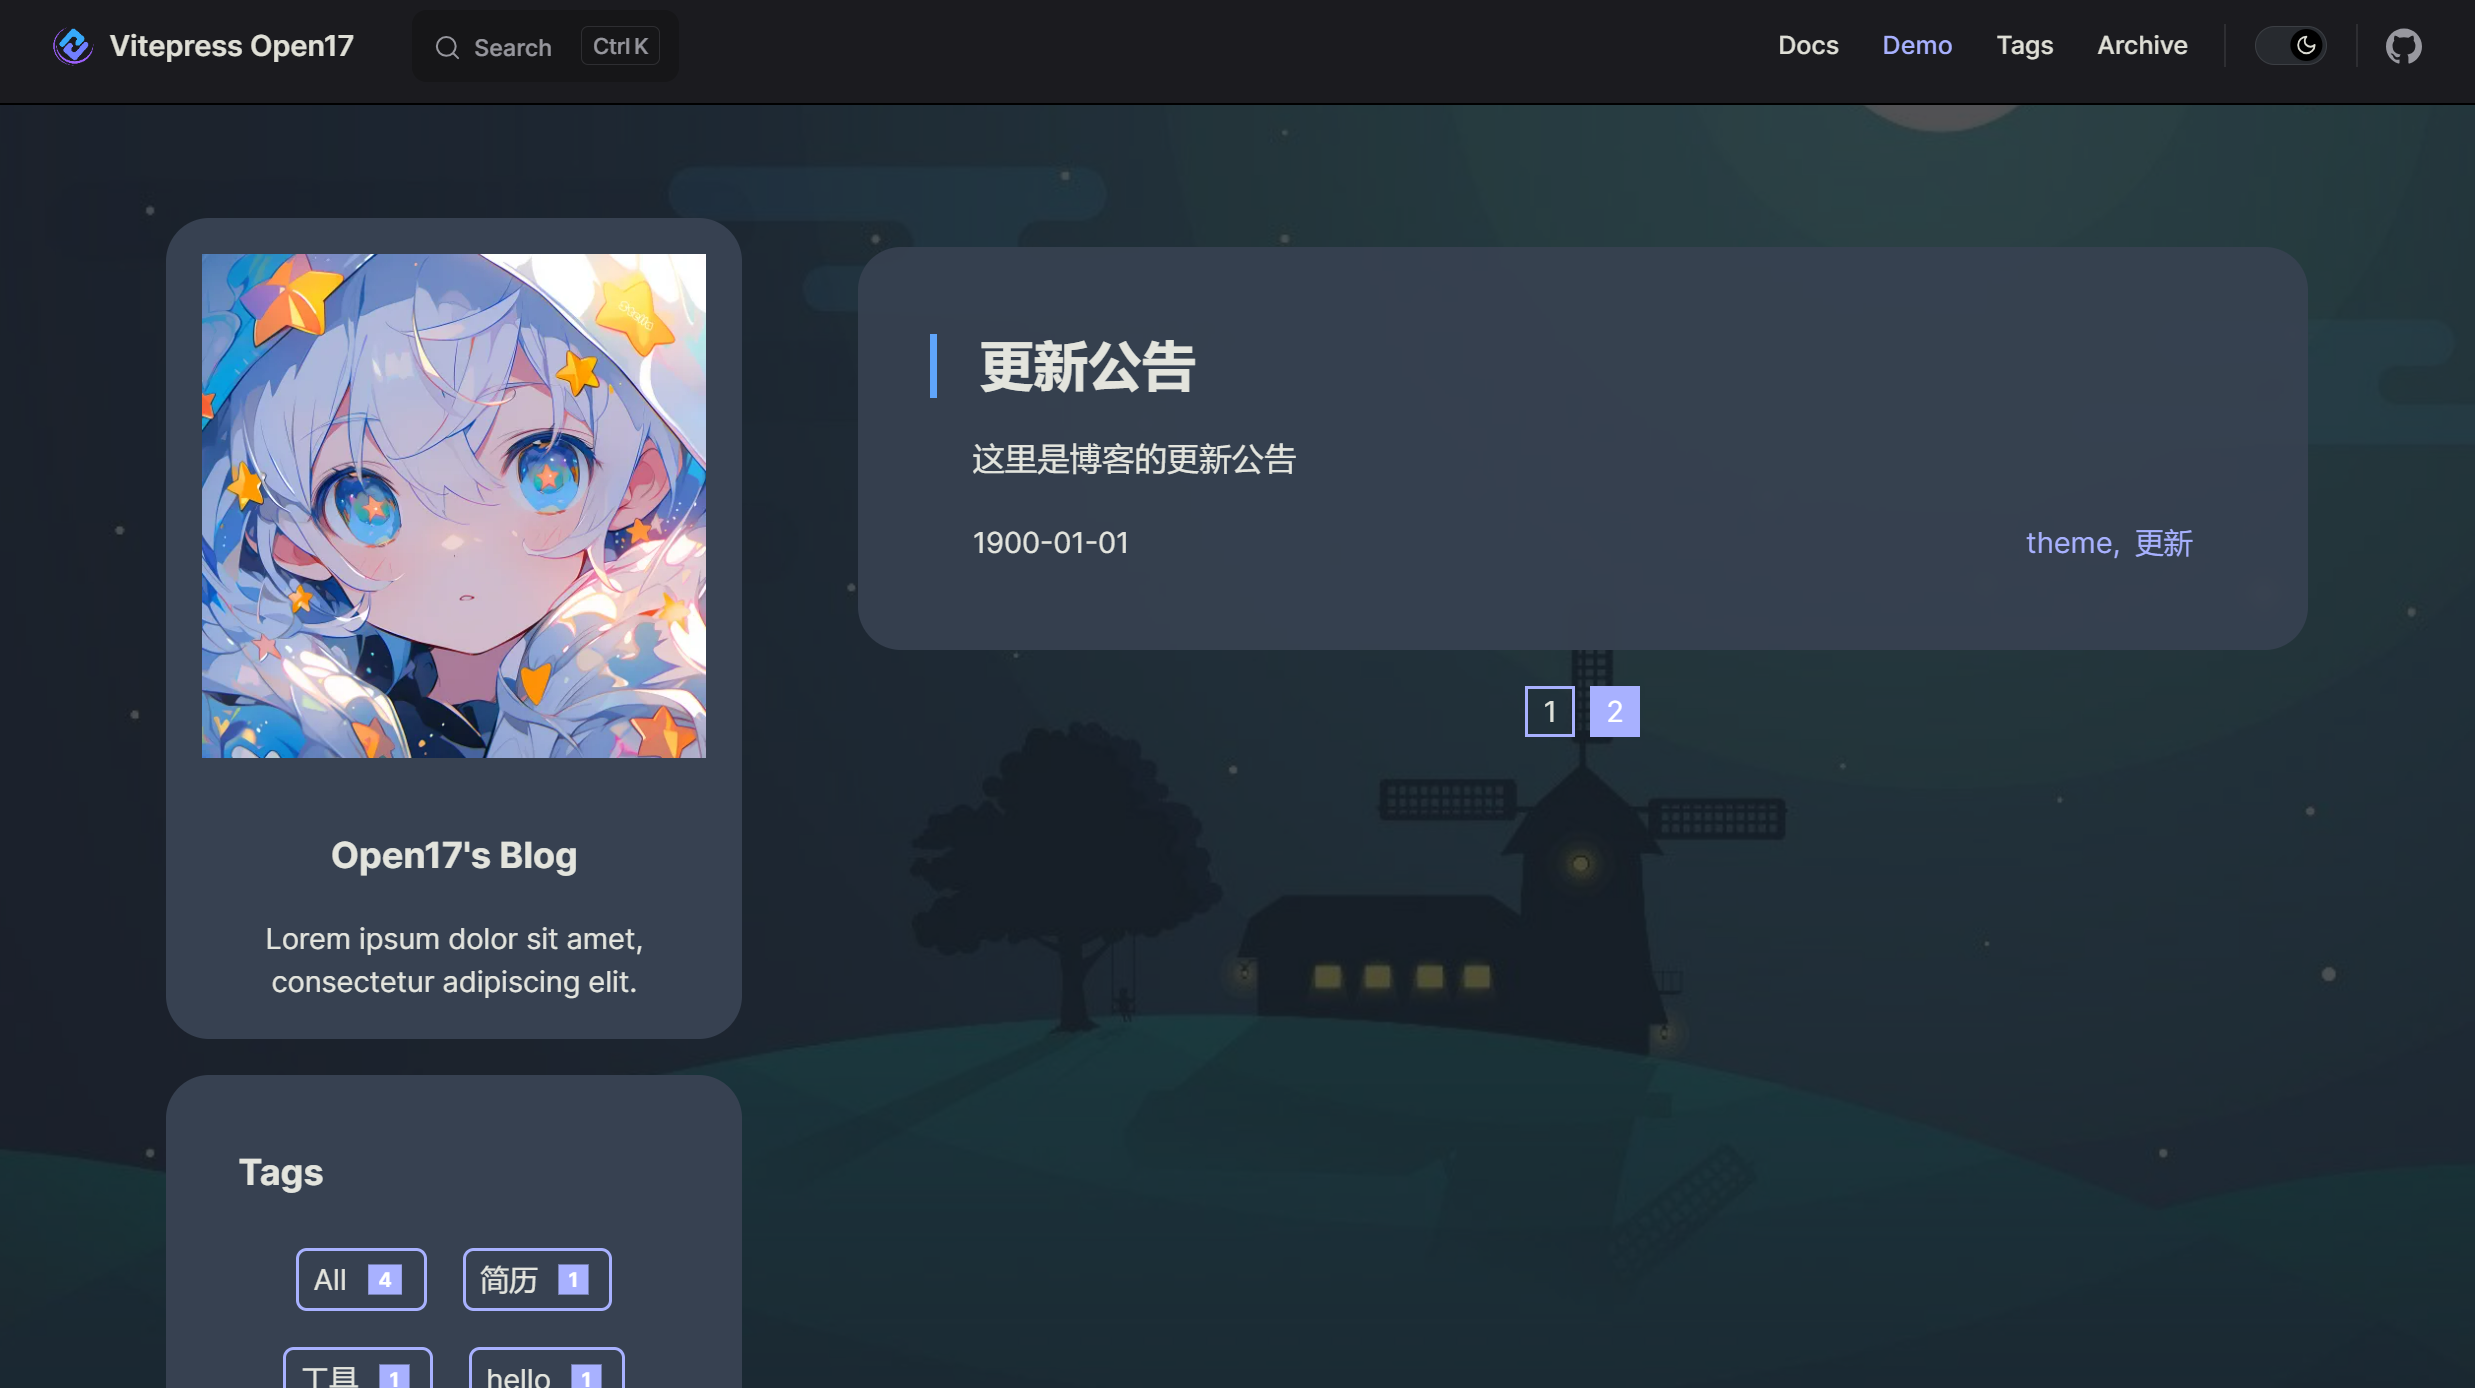 Vitepress Open17
Search Ctrl K
Docs Demo Tags Archive
更新公告
这里是博客的更新公告
1900-01-01
theme, 更新
1 2
Open17's Blog
Lorem ipsum dolor sit amet,
consectetur adipiscing elit.
Tags
All 4 简历 1
工具 1 hello 1